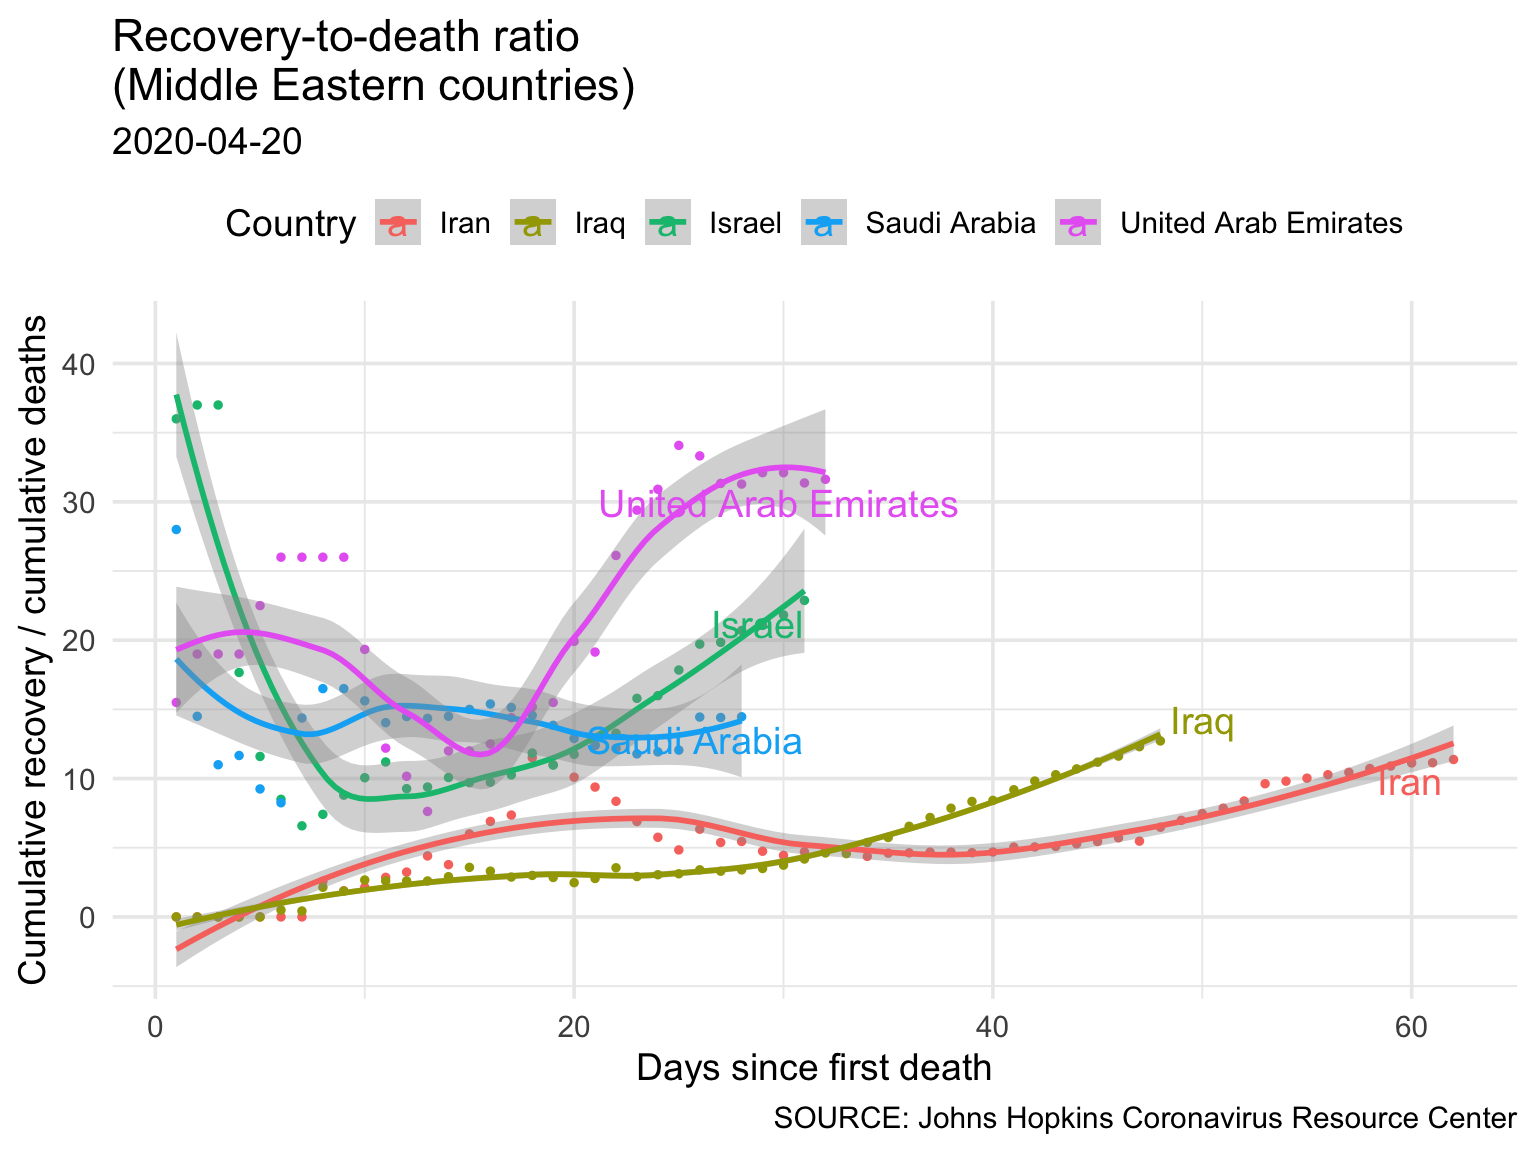 Recovery-to-death ratio
(Middle Eastern countries)
2020-04-20
Country a Iran a Iraq a Israel a Saudi Arabia a United Arab Emirates
Cumulative recovery / cumulative deaths
40
30
20
10
0
United Arab Emirates
Israel
Saudi Arabia
Iraq
Iran
0 20 40 60
Days since first death
SOURCE: Johns Hopkins Coronavirus Resource Center